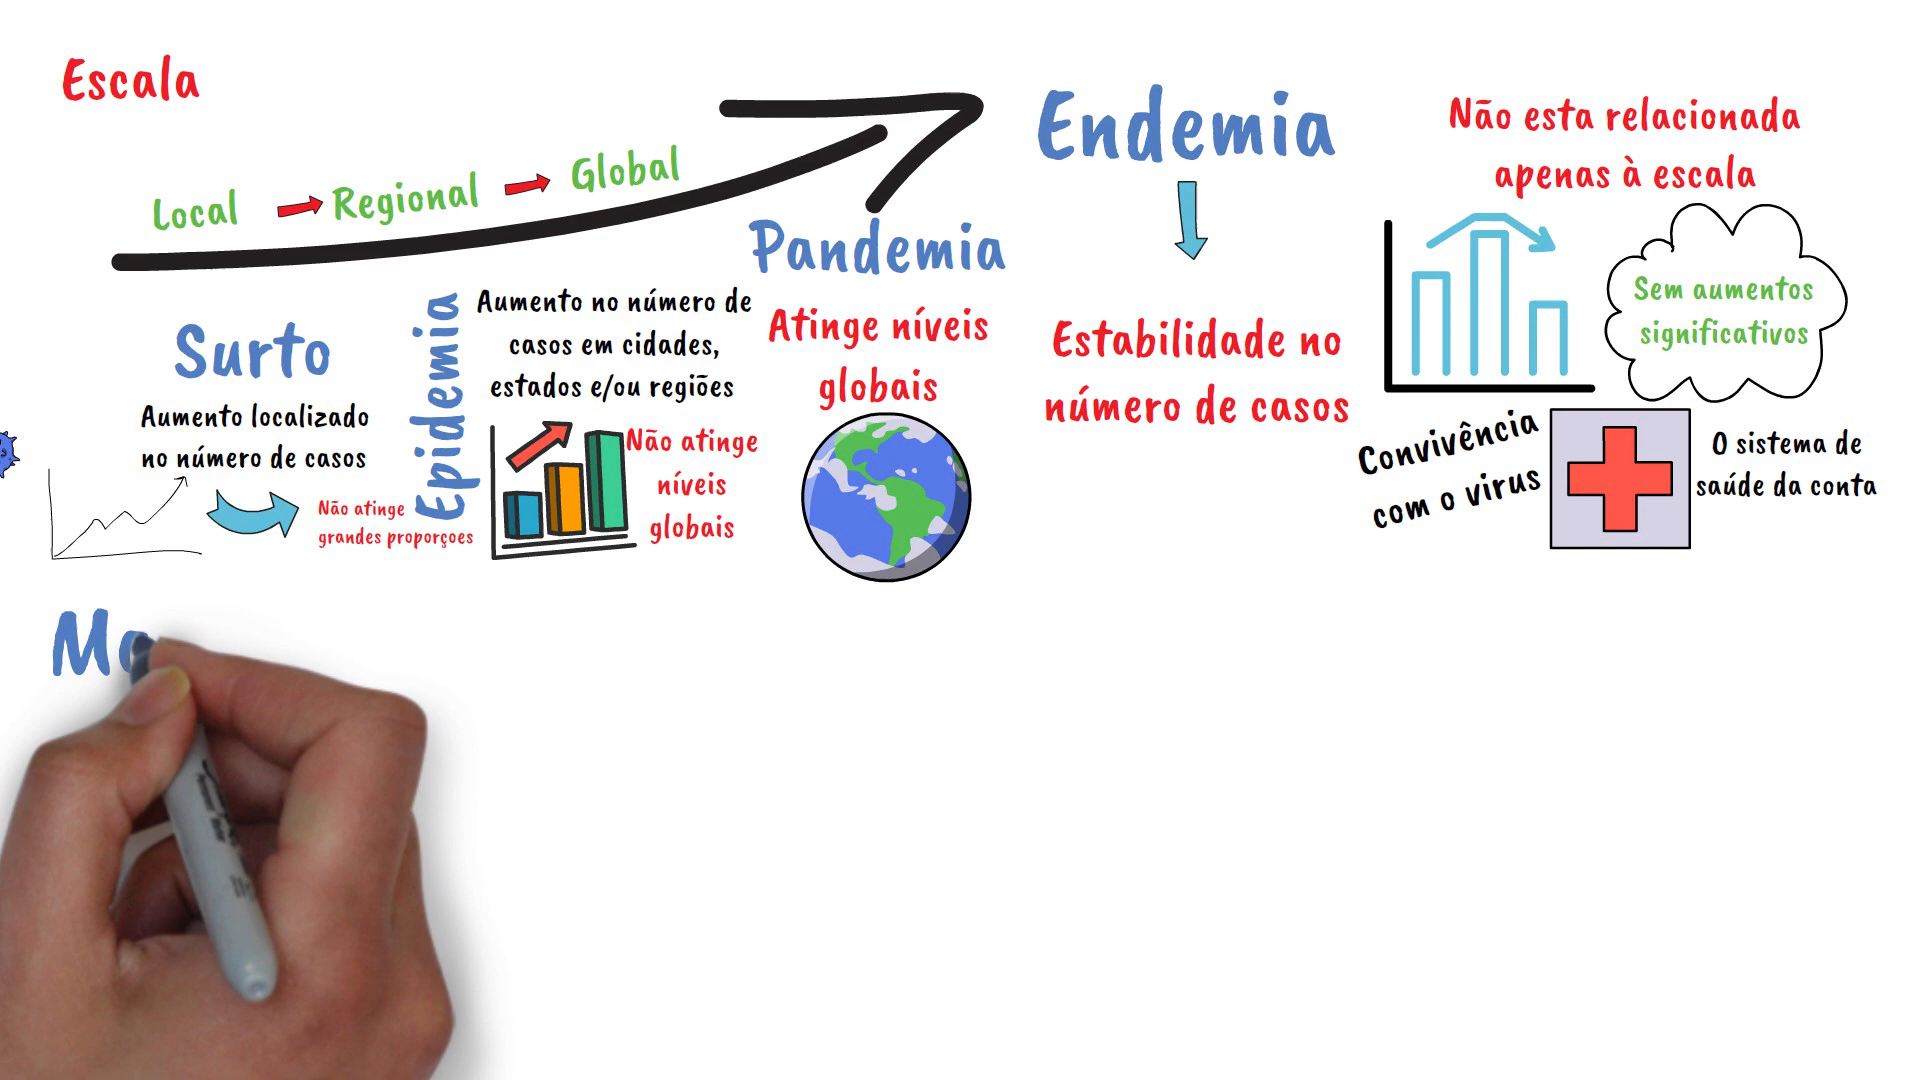 Escala
Local
Regional
Global
Pandemia
Atinge níveis
globais
Surto
Aumento localizado
no número de casos
Não atinge
grandes proporçoes
Epidemia
Aumento no número de
casos em cidades,
estados e/ou regiões
Não atinge
níveis
globais
Endemia
Estabilidade no
número de casos
Não esta relacionada
apenas à escala
Sem aumentos
significativos
Convivência
com o virus
O sistema de
saúde da conta
Mo